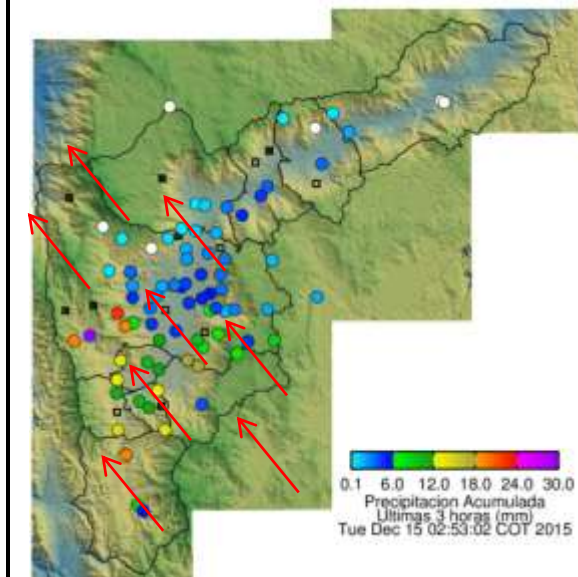 0.1 6.0 12.0 18.0 24.0 30.0
Precipitacion Acumulada
Ultimas 3 horas (mm)
Tue Dec 15 02:53:02 COT 2015